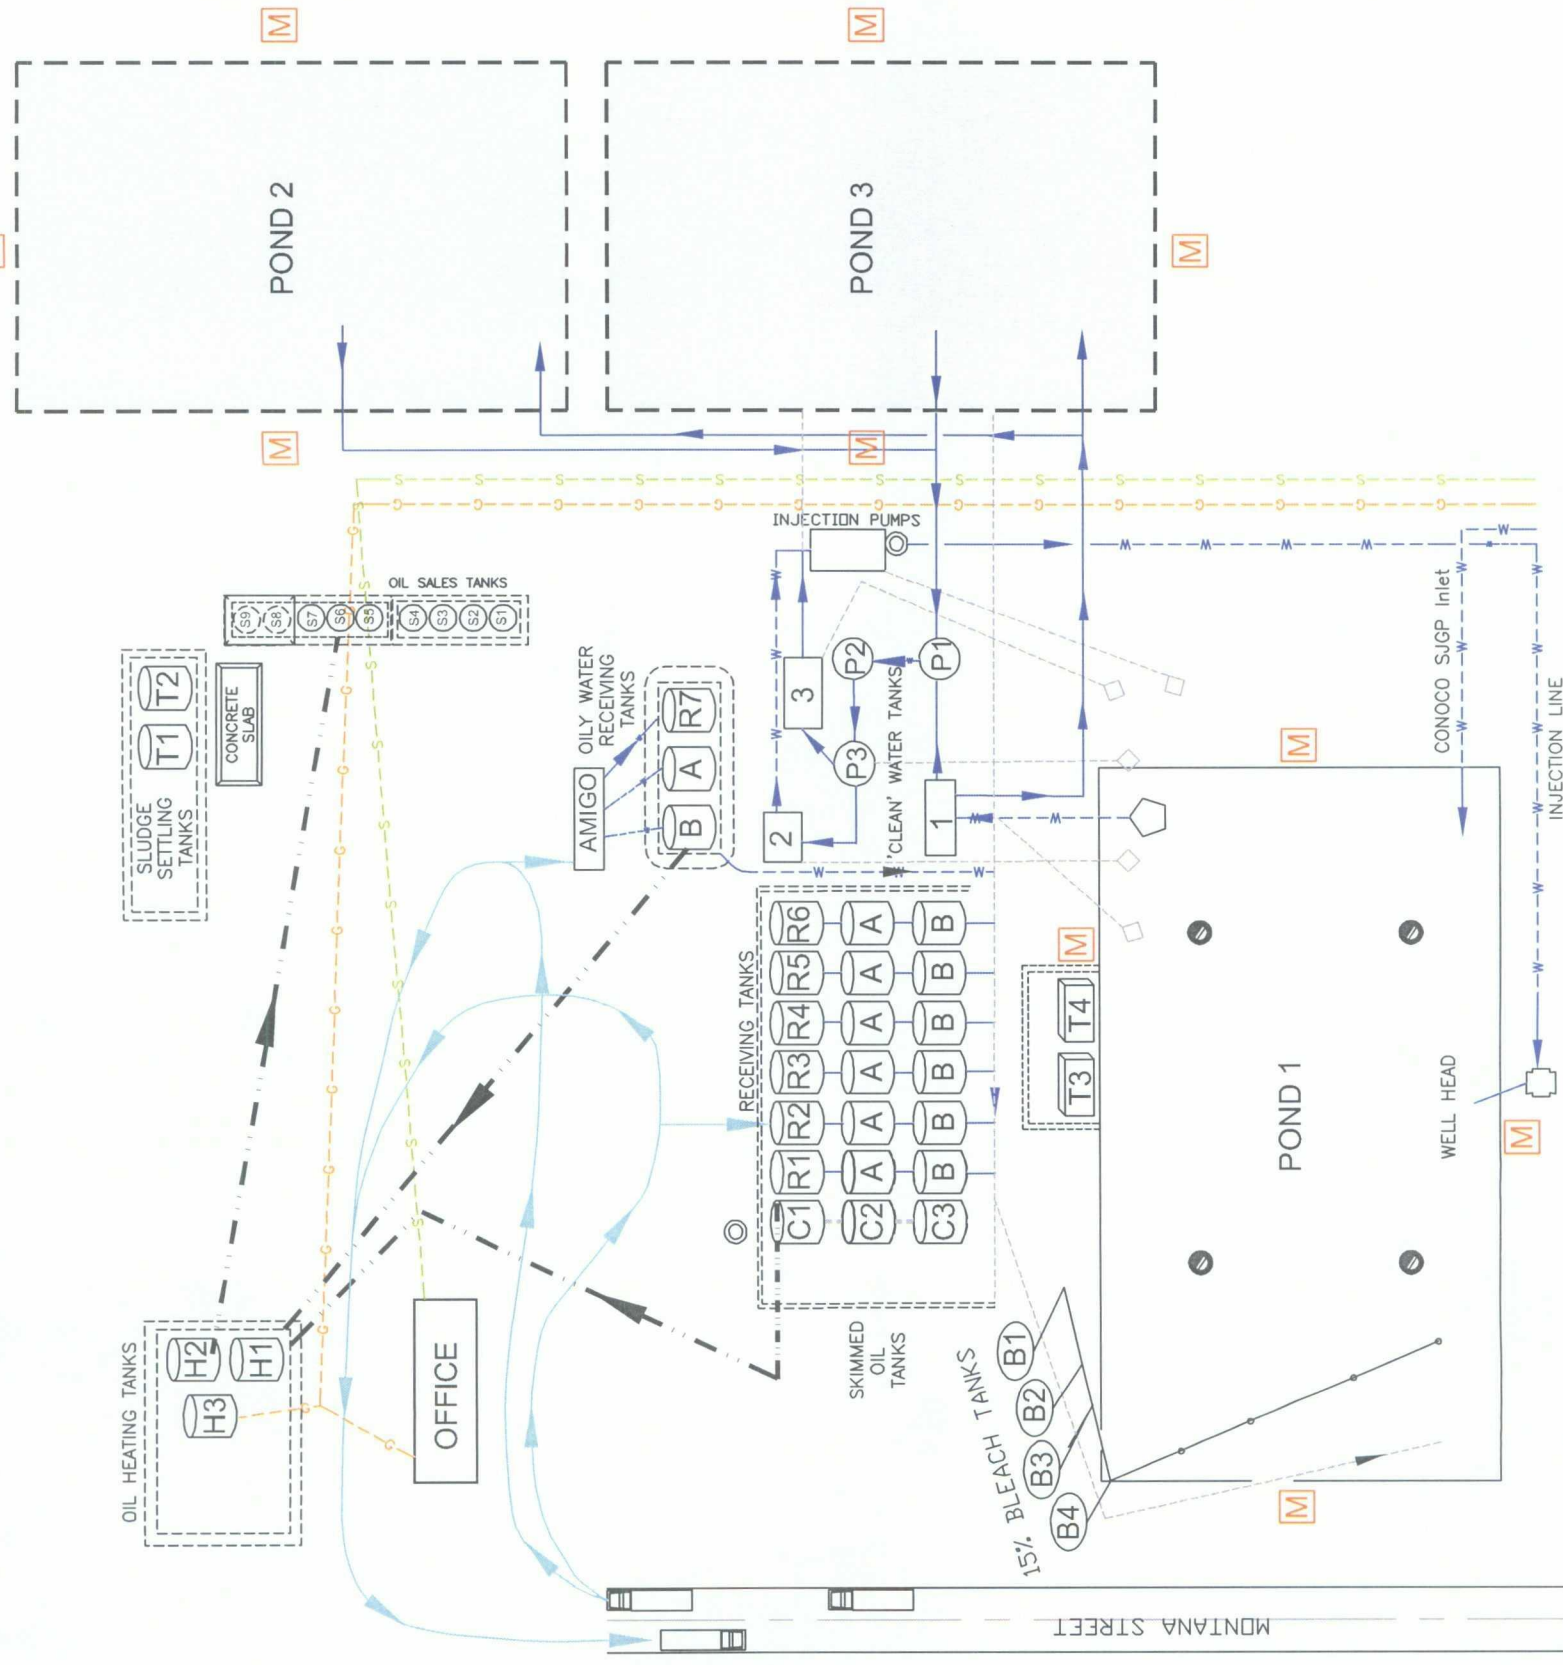 M
M
POND 2
POND 3
M
M
M
INJECTION PUMPS
OIL SALES TANKS
S9
S8
S7
S6
S5
S4
S3
S2
S1
T1
T2
SLUDGE
SETTLING
TANKS
CONCRETE
SLAB
OILY WATER
RECEIVING
TANKS
AMIGO
B
A
R7
3
P2
P1
P3
2
'CLEAN' WATER TANKS
1
CONOCO SJGP Inlet
INJECTION LINE
M
M
RECEIVING TANKS
C1
R1
R2
R3
R4
R5
R6
C2
A
A
A
A
A
A
C3
B
B
B
B
B
B
T3
T4
POND 1
WELL HEAD
M
OIL HEATING TANKS
H3
H2
H1
OFFICE
SKIMMED
OIL
TANKS
15% BLEACH TANKS
B4
B3
B2
B1
M
MONTANA STREET
G
S
W